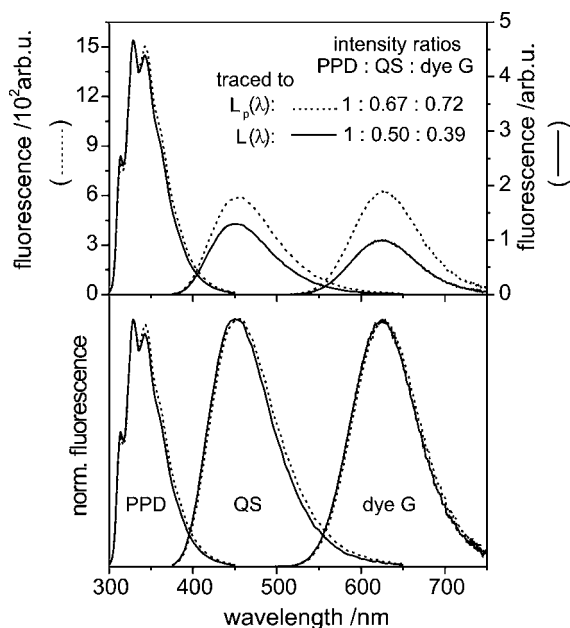 15
12
9
6
3
0
fluorescence /10²arb.u.
( ········ )
intensity ratios
PPD : QS : dye G
traced to
Lₚ(λ): ········ 1 : 0.67 : 0.72
L(λ): —— 1 : 0.50 : 0.39
5
4
3
2
1
0
fluorescence /arb.u.
( —— )
norm. fluorescence
PPD
QS
dye G
300 400 500 600 700
wavelength /nm